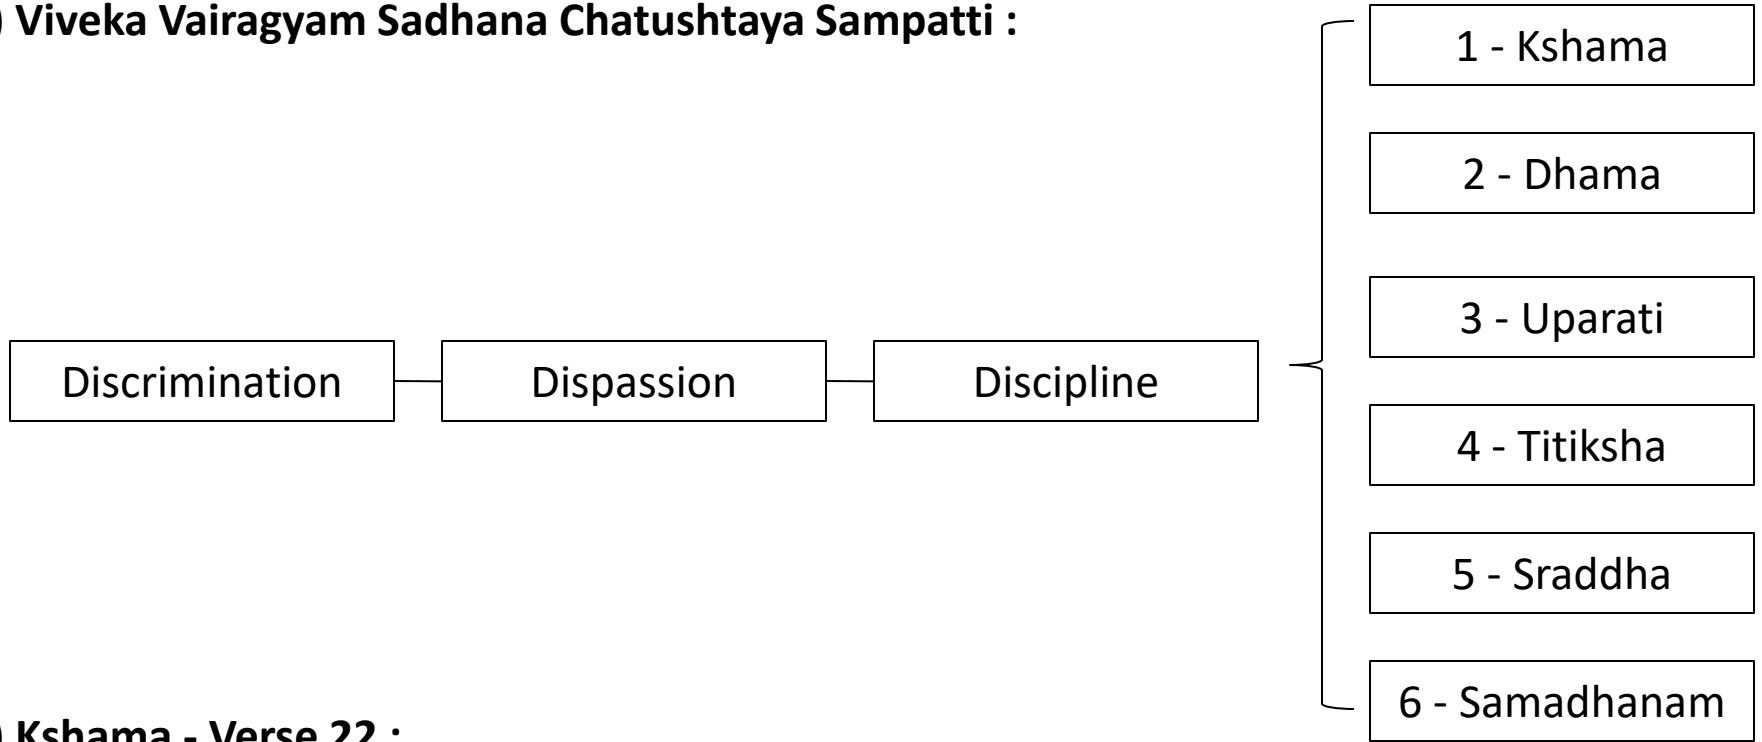 ) Viveka Vairagyam Sadhana Chatushtaya Sampatti :
Discrimination
Dispassion
Discipline
1 - Kshama
2 - Dhama
3 - Uparati
4 - Titiksha
5 - Sraddha
6 - Samadhanam
) Kshama - Verse 22 :